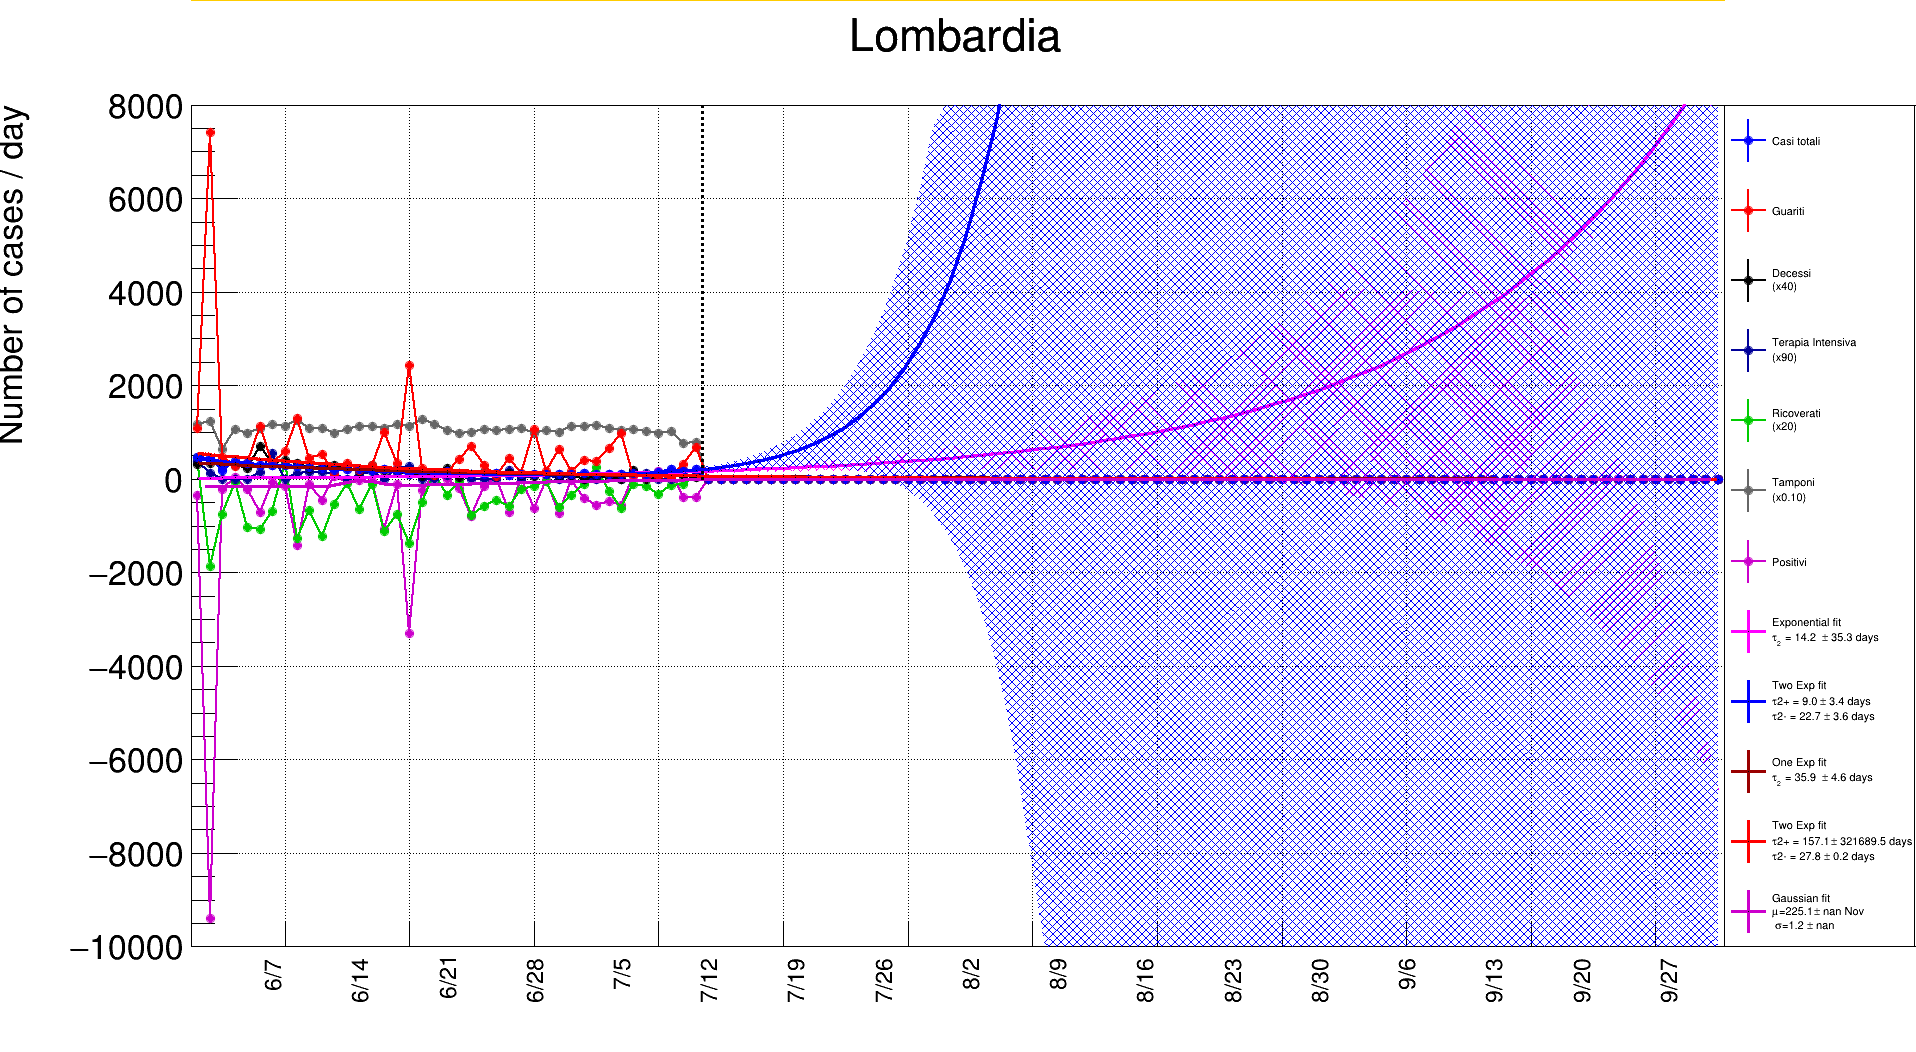 Lombardia
Number of cases / day
8000
6000
4000
2000
0
−2000
−4000
−6000
−8000
−10000
6/7
6/14
6/21
6/28
7/5
7/12
7/19
7/26
8/2
8/9
8/16
8/23
8/30
9/6
9/13
9/20
9/27
Casi totali
Guariti
Decessi
(x40)
Terapia Intensiva
(x90)
Ricoverati
(x20)
Tamponi
(x0.10)
Positivi
Exponential fit
τ2 = 14.2 ± 35.3 days
Two Exp fit
τ2+ = 9.0 ± 3.4 days
τ2- = 22.7 ± 3.6 days
One Exp fit
τ2 = 35.9 ± 4.6 days
Two Exp fit
τ2+ = 157.1 ± 321689.5 days
τ2- = 27.8 ± 0.2 days
Gaussian fit
μ=225.1 ± nan Nov
σ=1.2 ± nan